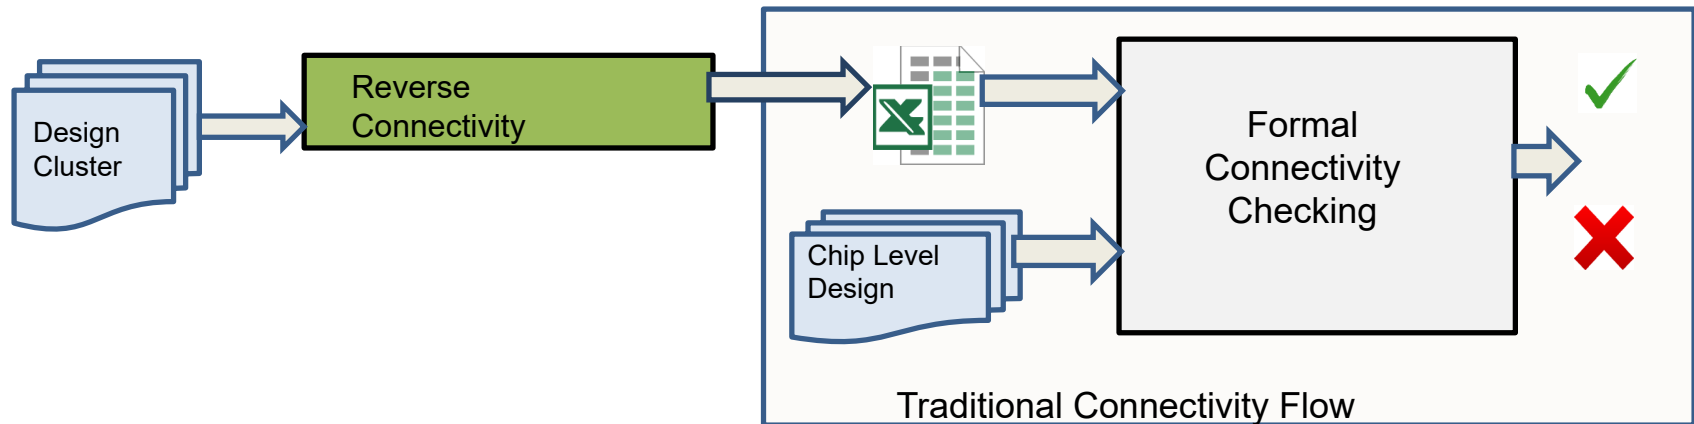 Design
Cluster
Reverse
Connectivity
Formal
Connectivity
Checking
Chip Level
Design
Traditional Connectivity Flow